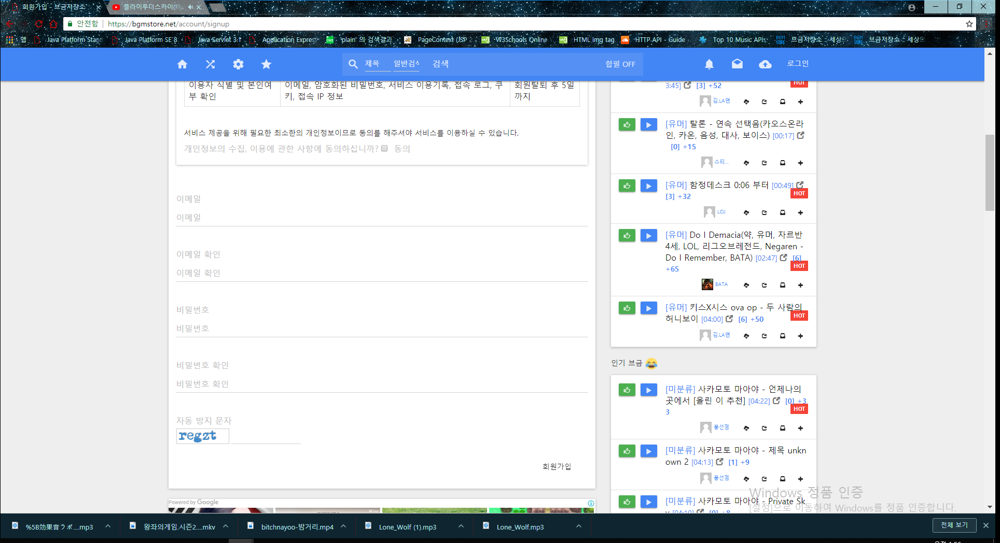 회원가입 - 브금저장소
플라이투더스카이(Fly
안전함 https://bgmstore.net/account/signup
앱 Java Platform Stand Java Platform SE 8 Java Servlet 3.1 Application Expres 'plain' 의 검색결과 PageContext (JSP 2 W3Schools Online HTML img tag HTTP API - Guide Top 10 Music APIs 브금저장소 - 세상의 브금저장소 - 세상의
제목 일반검색 검색 합필 OFF 로그인
이용자 식별 및 본인여
부 확인
이메일, 암호화된 비밀번호, 서비스 이용기록, 접속 로그, 쿠
키, 접속 IP 정보
회원탈퇴 후 5일
까지
서비스 제공을 위해 필요한 최소한의 개인정보이므로 동의를 해주셔야 서비스를 이용하실 수 있습니다.
개인정보의 수집, 이용에 관한 사항에 동의하십니까? 동의
이메일
이메일
이메일 확인
이메일 확인
비밀번호
비밀번호
비밀번호 확인
비밀번호 확인
자동 방지 문자
regzt
회원가입
Powered by Google
3:45] [3] +52
HOT
김.LA면
[유머] 탈론 - 연속 선택음(카오스온라
인, 카온, 음성, 대사, 보이스) [00:17]
[0] +15
스티...
[유머] 함정데스크 0:06 부터 [00:49]
[3] +32
HOT
LOJ
[유머] Do I Demacia(약, 유머, 자르반
4세, LOL, 리그오브레전드, Negaren -
Do I Remember, BATA) [02:47] [6]
+65
HOT
BATA
[유머] 키스X시스 ova op - 두 사람의
허니보이 [04:00] [6] +50
HOT
김.LA면
인기 브금
[미분류] 사카모토 마아야 - 언제나의
곳에서 [올린 이 추천] [04:22] [0] +3
3
HOT
풍선껌
[미분류] 사카모토 마아야 - 제목 unkn
own 2 [04:13] [1] +9
풍선껌
[미분류] 사카모토 마아야 - Private Sk
y [04:10] [0] +8
Windows 정품 인증
[설정]으로 이동하여 Windows를 정품 인증합니다.
%5B効果音ラボ....mp3
왕좌의게임.시즌2....mkv
bitchnayoo-밤거리.mp4
Lone_Wolf (1).mp3
Lone_Wolf.mp3
전체 보기